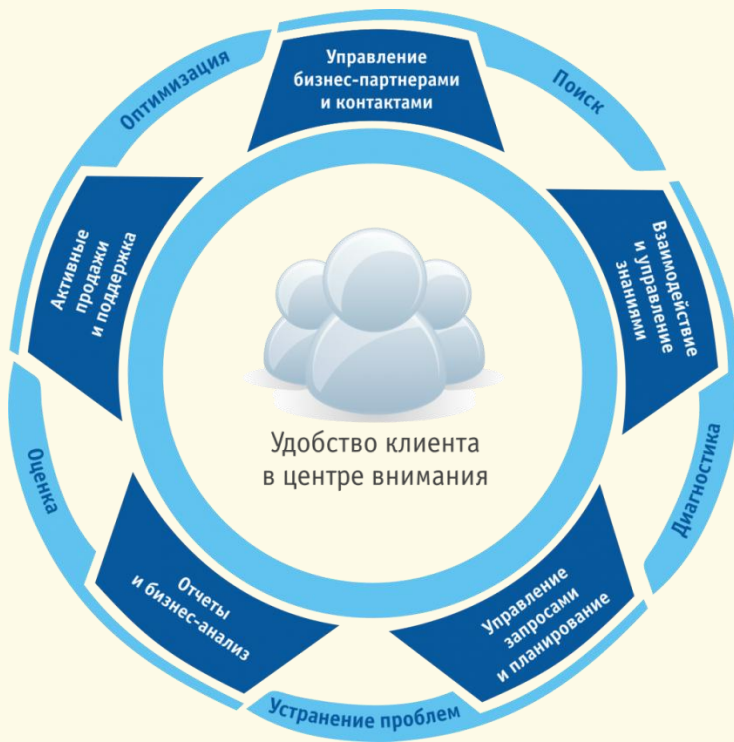 Управление
бизнес-партнерами
и контактами
Поиск
Взаимодействие
и управление
знаниями
Диагностика
Управление
запросами
и планирование
Устранение проблем
Отчеты
и бизнес-анализ
Оценка
Активные
продажи
и поддержка
Оптимизация
Удобство клиента
в центре внимания